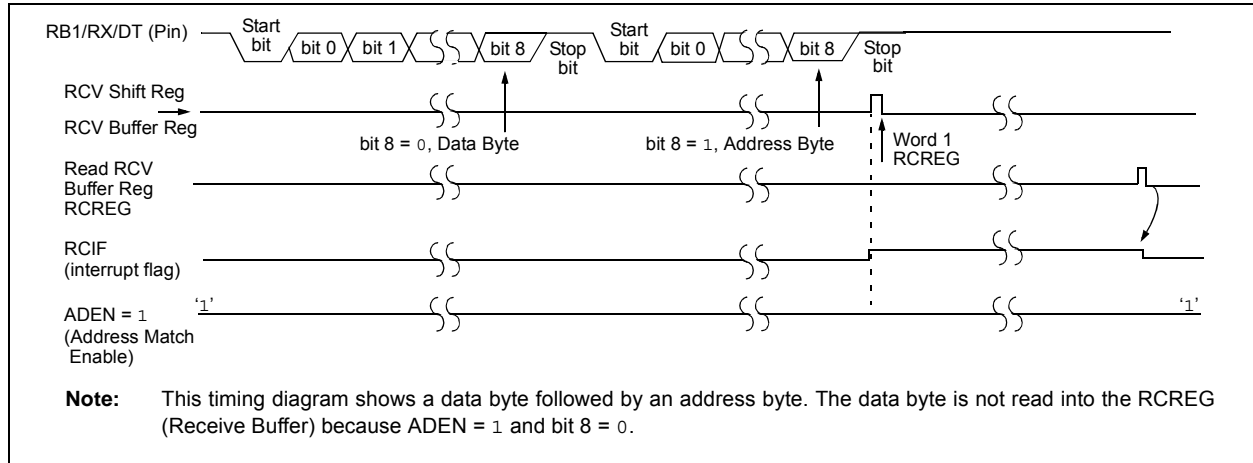 RB1/RX/DT (Pin)
Start
bit
bit 0
bit 1
bit 8
Stop
bit
Start
bit
bit 0
bit 8
Stop
bit
RCV Shift Reg
RCV Buffer Reg
bit 8 = 0, Data Byte
bit 8 = 1, Address Byte
Word 1
RCREG
Read RCV
Buffer Reg
RCREG
RCIF
(interrupt flag)
ADEN = 1
(Address Match
Enable)
‘1’
‘1’
Note: This timing diagram shows a data byte followed by an address byte. The data byte is not read into the RCREG
(Receive Buffer) because ADEN = 1 and bit 8 = 0.